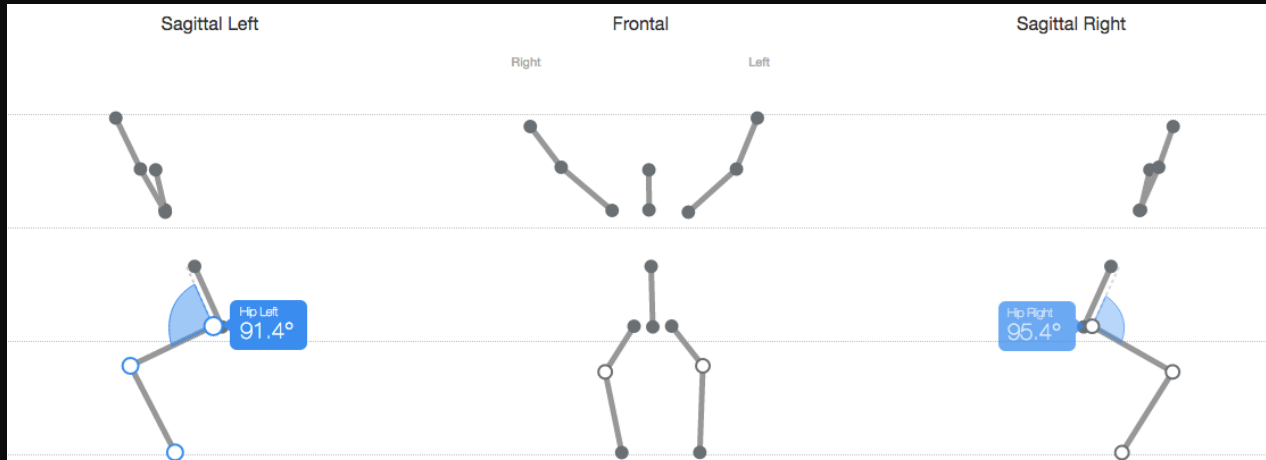 Sagittal Left
Frontal
Sagittal Right
Right
Left
Hip Left
91.4°
Hip Right
95.4°